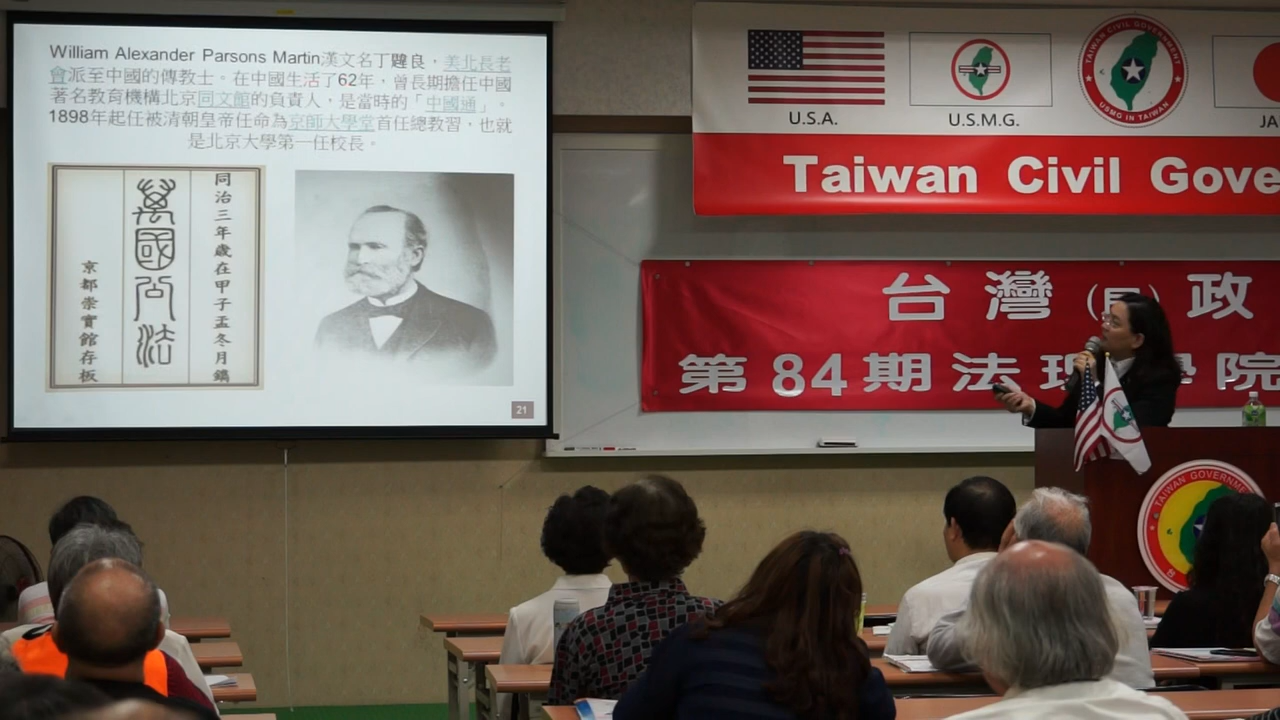 William Alexander Parsons Martin漢文名丁韙良，美北長老
會派至中國的傳教士。在中國生活了62年，曾長期擔任中國
著名教育機構北京同文館的負責人，是當時的「中國通」。
1898年起任被清朝皇帝任命為京師大學堂首任總教習，也就
是北京大學第一任校長。
同治三年歲在甲子孟冬月鐫
萬國公法
京都崇實館存板
21
U.S.A.
U.S.M.G.
TAIWAN CIVIL GOVERNMENT
USMG IN TAIWAN
JA
Taiwan Civil Gove
台灣(民)政
第84期法理學院
TAIWAN GOVERNMENT